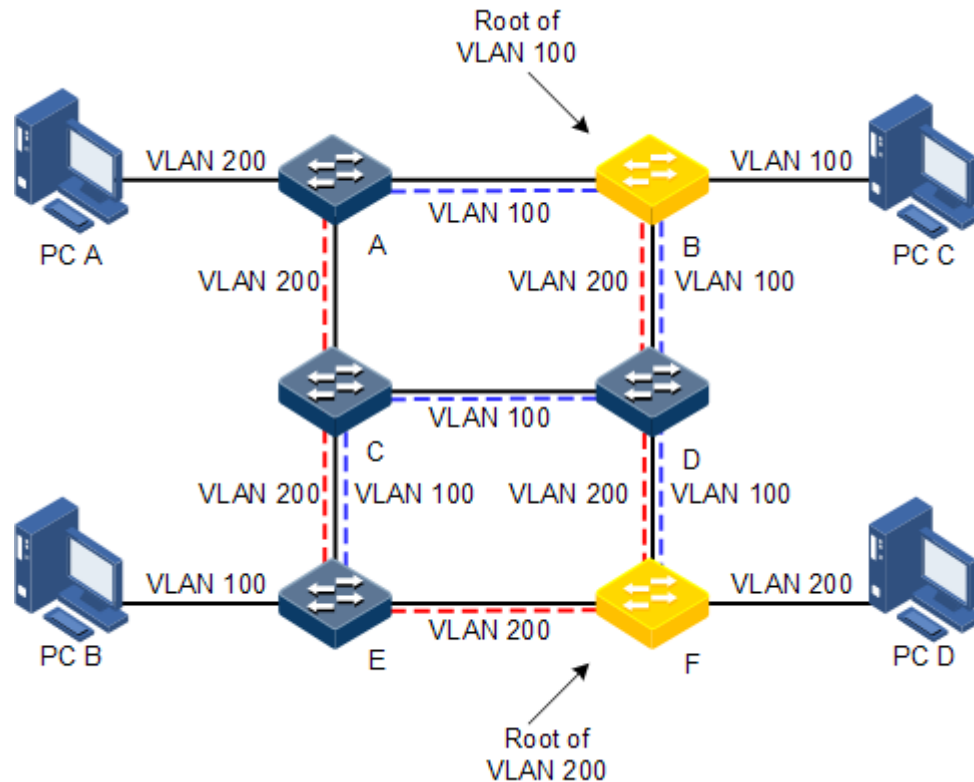 Root of
VLAN 100
VLAN 200
VLAN 100
VLAN 100
PC A
A
B
PC C
VLAN 200
VLAN 200
VLAN 100
VLAN 100
C
D
VLAN 200
VLAN 100
VLAN 200
VLAN 100
VLAN 100
VLAN 200
VLAN 200
PC B
E
F
PC D
Root of
VLAN 200